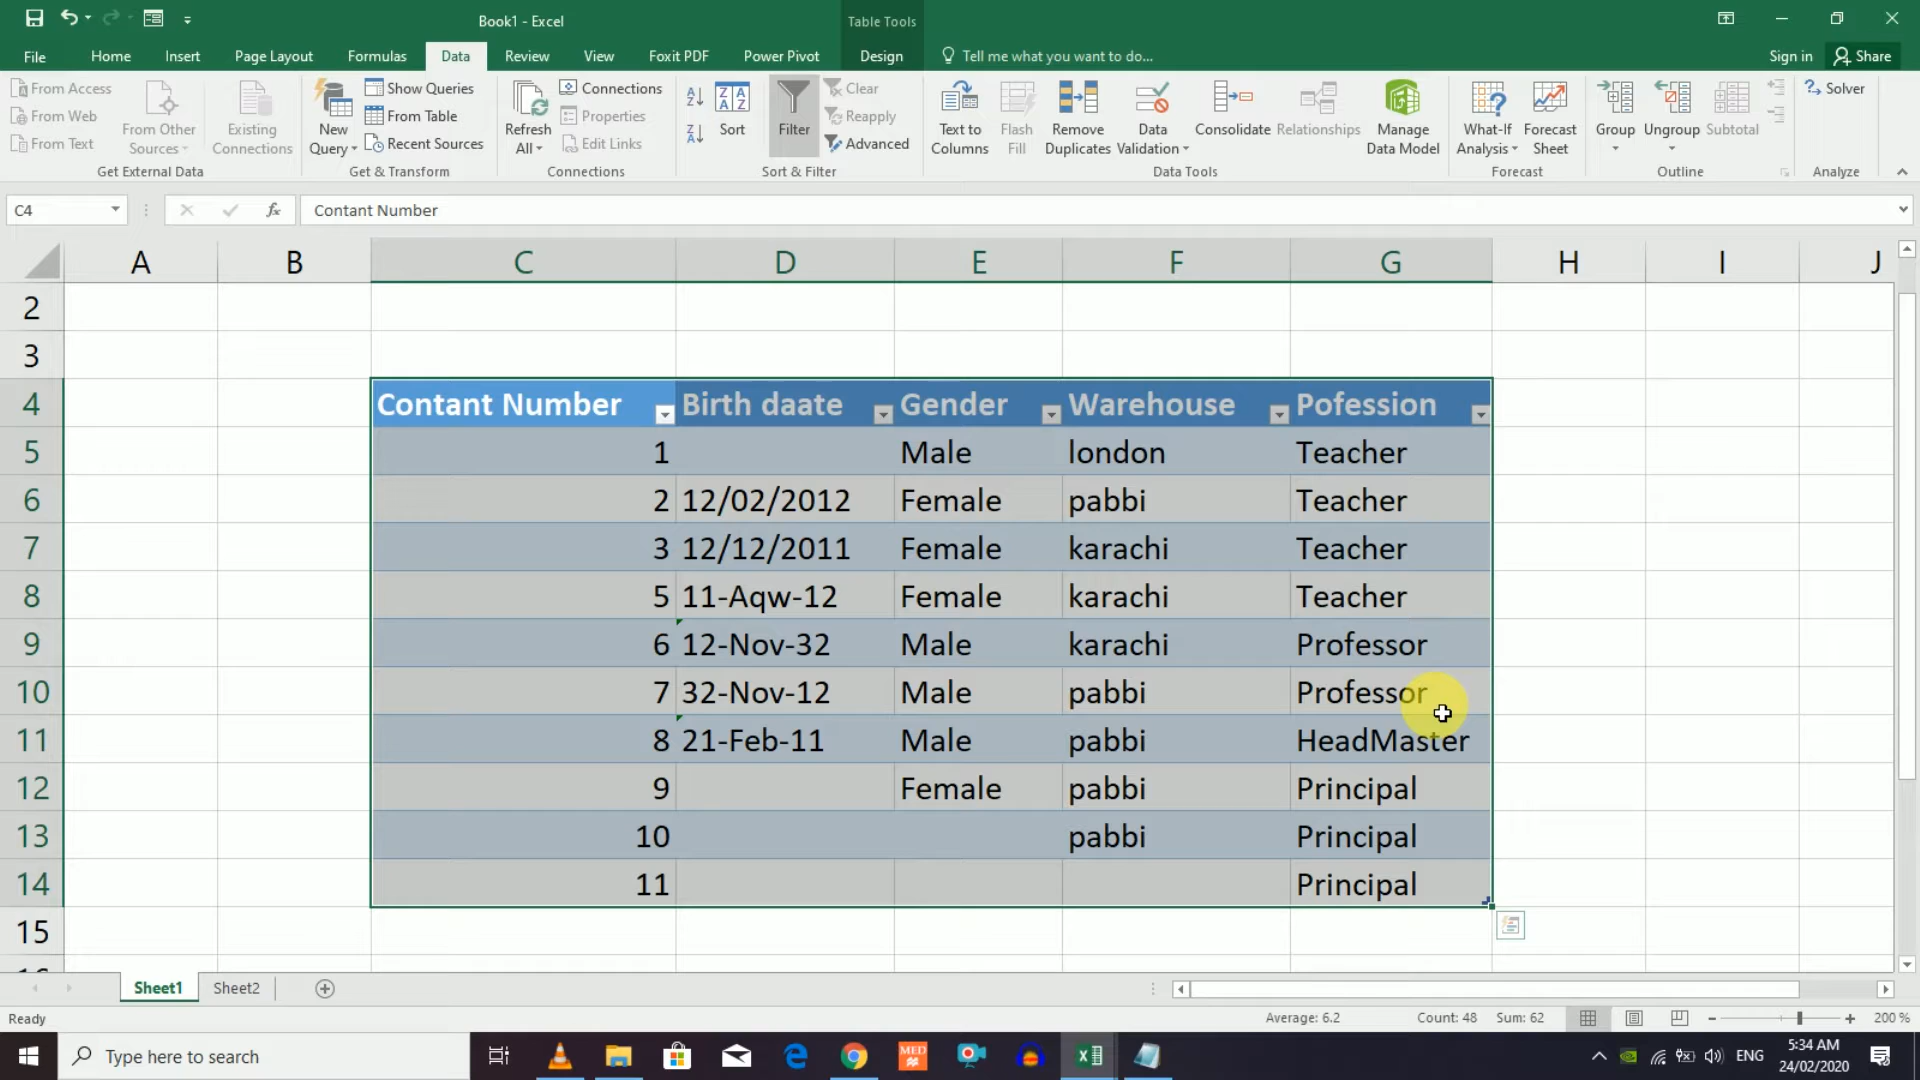 Book1 - Excel
Table Tools
File Home Insert Page Layout Formulas Data Review View Foxit PDF Power Pivot Design Tell me what you want to do... Sign in Share
From Access
From Web
From Text
From Other Sources
Existing Connections
Get External Data
New Query
Show Queries
From Table
Recent Sources
Get & Transform
Refresh All
Connections
Properties
Edit Links
Connections
Sort
Filter
Clear
Reapply
Advanced
Sort & Filter
Text to Columns
Flash Fill
Remove Duplicates
Data Validation
Consolidate
Relationships
Manage Data Model
Data Tools
What-If Analysis
Forecast Sheet
Forecast
Group
Ungroup
Subtotal
Outline
Solver
Analyze
C4 fx Contant Number
A B C D E F G H I J
2
3
4 Contant Number Birth daate Gender Warehouse Pofession
5 1 Male london Teacher
6 2 12/02/2012 Female pabbi Teacher
7 3 12/12/2011 Female karachi Teacher
8 5 11-Aqw-12 Female karachi Teacher
9 6 12-Nov-32 Male karachi Professor
10 7 32-Nov-12 Male pabbi Professor
11 8 21-Feb-11 Male pabbi HeadMaster
12 9 Female pabbi Principal
13 10 pabbi Principal
14 11 Principal
15
Sheet1 Sheet2
Ready Average: 6.2 Count: 48 Sum: 62 200 %
Type here to search
MED
ENG
5:34 AM
24/02/2020